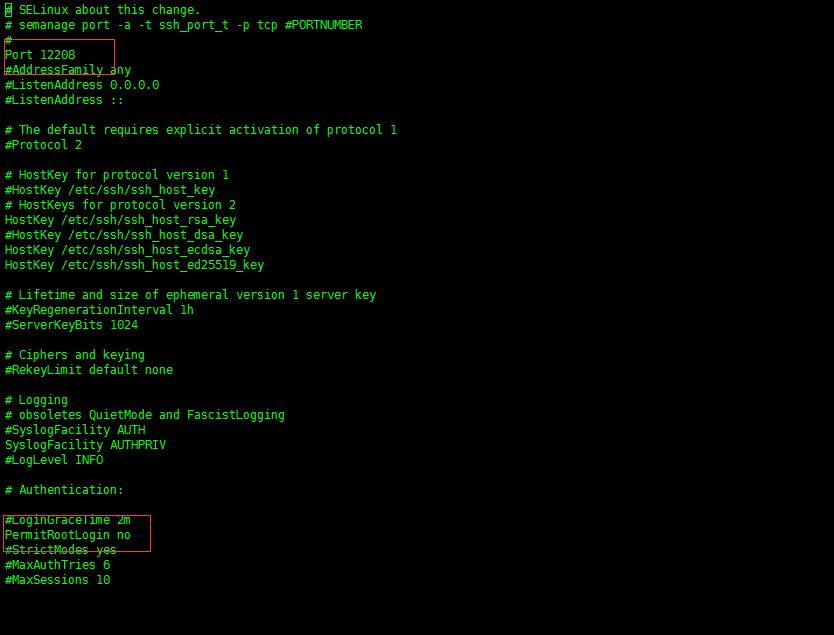 # SELinux about this change.
# semanage port -a -t ssh_port_t -p tcp #PORTNUMBER
#
Port 12208
#AddressFamily any
#ListenAddress 0.0.0.0
#ListenAddress ::
# The default requires explicit activation of protocol 1
#Protocol 2
# HostKey for protocol version 1
#HostKey /etc/ssh/ssh_host_key
# HostKeys for protocol version 2
HostKey /etc/ssh/ssh_host_rsa_key
#HostKey /etc/ssh/ssh_host_dsa_key
HostKey /etc/ssh/ssh_host_ecdsa_key
HostKey /etc/ssh/ssh_host_ed25519_key
# Lifetime and size of ephemeral version 1 server key
#KeyRegenerationInterval 1h
#ServerKeyBits 1024
# Ciphers and keying
#RekeyLimit default none
# Logging
# obsoletes QuietMode and FascistLogging
#SyslogFacility AUTH
SyslogFacility AUTHPRIV
#LogLevel INFO
# Authentication:
#LoginGraceTime 2m
PermitRootLogin no
#StrictModes yes
#MaxAuthTries 6
#MaxSessions 10